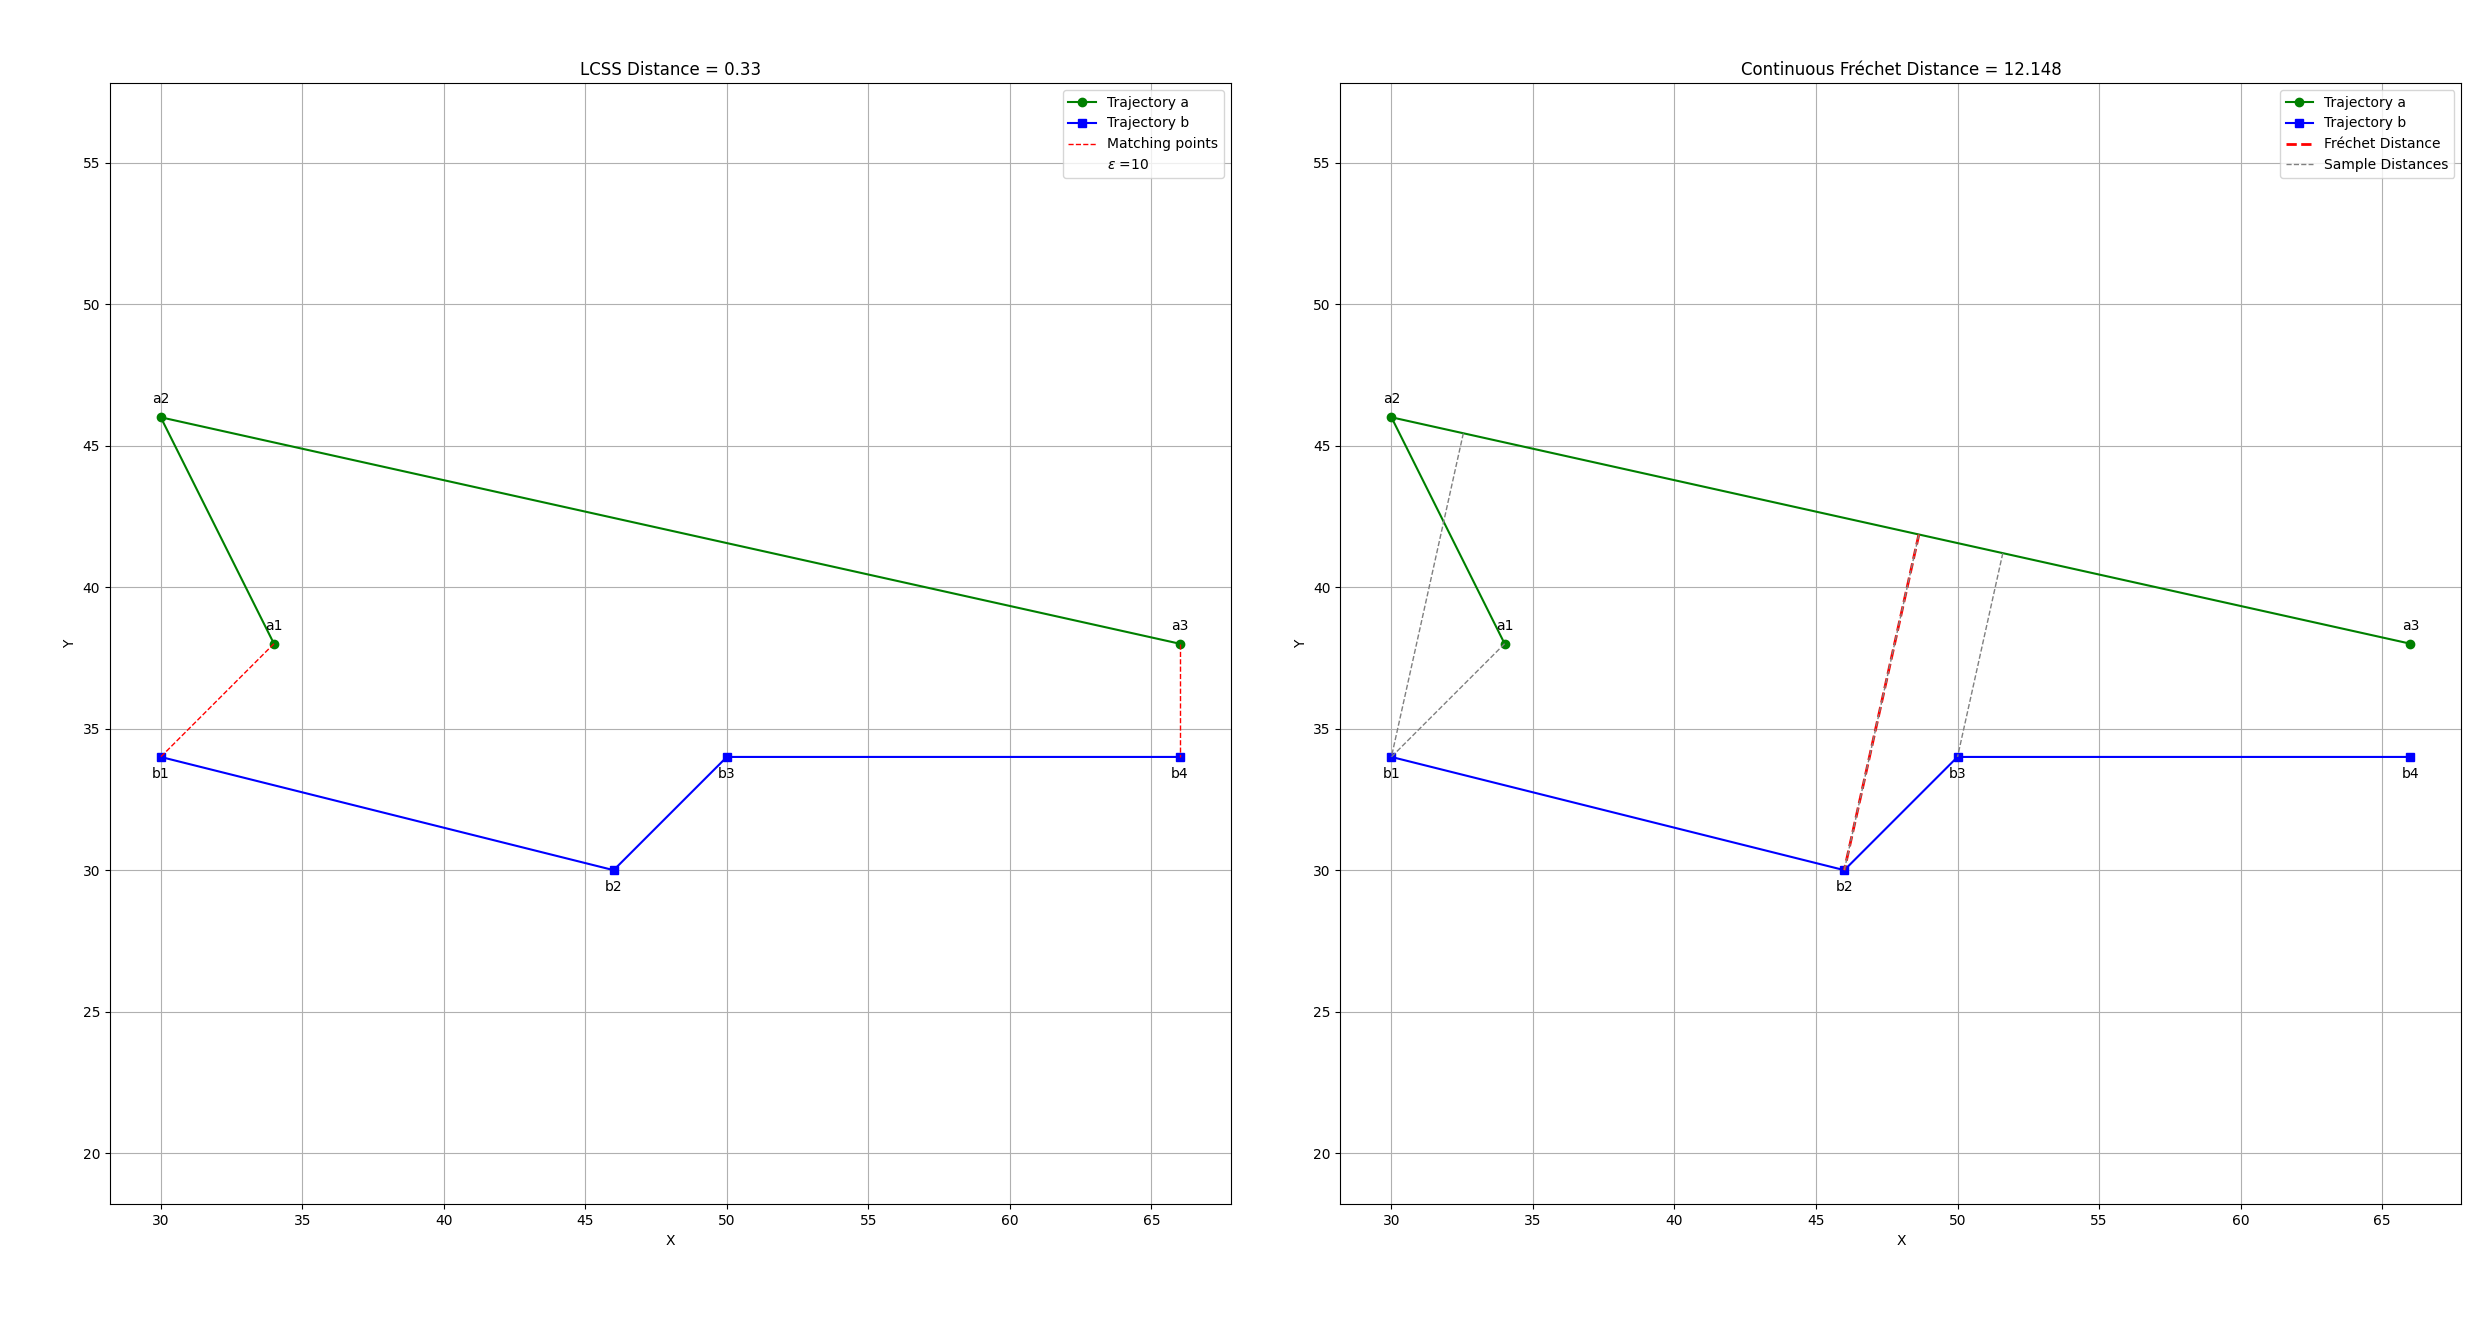 LCSS Distance = 0.33
Trajectory a
Trajectory b
Matching points
ε =10
55
50
45
40
35
30
25
20
Y
a2
a1
a3
b1
b3
b4
b2
30
35
40
45
50
55
60
65
X
Continuous Fréchet Distance = 12.148
Trajectory a
Trajectory b
Fréchet Distance
Sample Distances
55
50
45
40
35
30
25
20
Y
a2
a1
a3
b1
b3
b4
b2
30
35
40
45
50
55
60
65
X